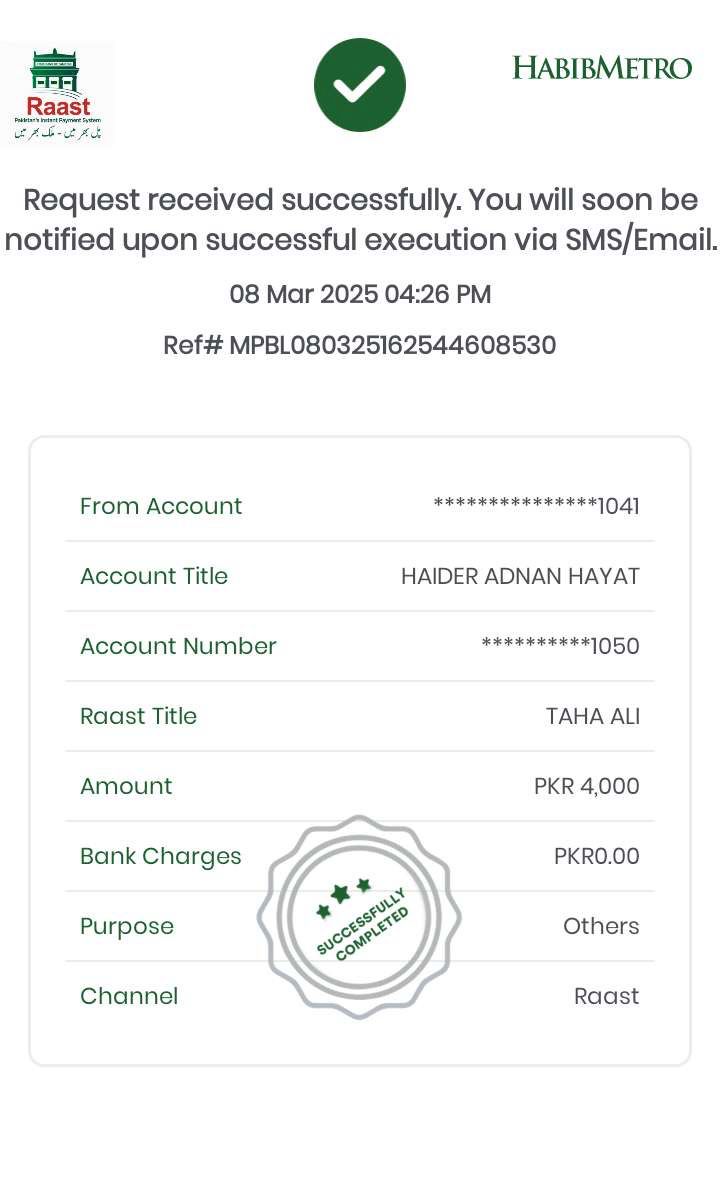 Raast
Pakistan's Instant Payment System
پل بھر میں - ملک بھر میں
HABIBMETRO
Request received successfully. You will soon be
notified upon successful execution via SMS/Email.
08 Mar 2025 04:26 PM
Ref# MPBL080325162544608530
From Account ***************1041
Account Title HAIDER ADNAN HAYAT
Account Number **********1050
Raast Title TAHA ALI
Amount PKR 4,000
Bank Charges PKR0.00
Purpose Others
Channel Raast
SUCCESSFULLY
COMPLETED